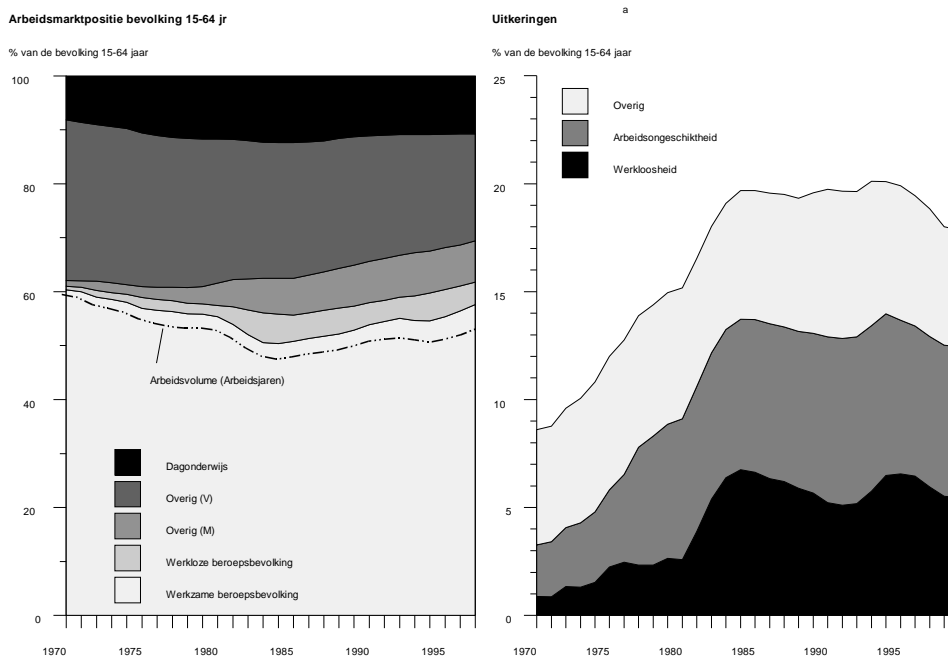 Arbeidsmarktpositie bevolking 15-64 jr
% van de bevolking 15-64 jaar
100
80
60
40
20
0
Arbeidsvolume (Arbeidsjaren)
Dagonderwijs
Overig (V)
Overig (M)
Werkloze beroepsbevolking
Werkzame beroepsbevolking
1970 1975 1980 1985 1990 1995
Uitkeringen a
% van de bevolking 15-64 jaar
25
20
15
10
5
0
Overig
Arbeidsongeschiktheid
Werkloosheid
1970 1975 1980 1985 1990 1995